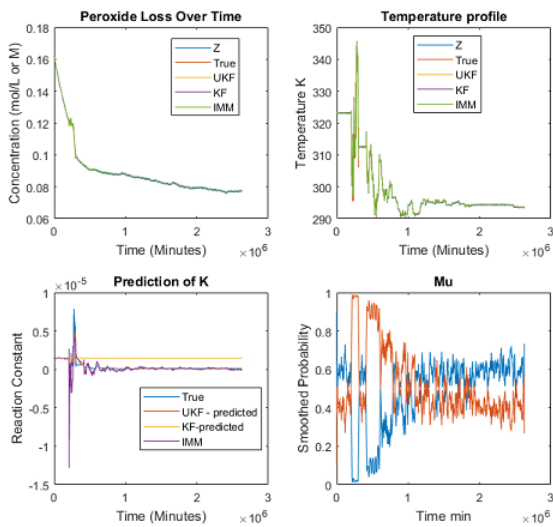 Peroxide Loss Over Time
0.18
0.16
0.14
0.12
0.1
0.08
0.06
Concentration (mol/L or M)
Z
True
UKF
KF
IMM
0
1
2
3
Time (Minutes)
×10^6
Temperature profile
350
340
330
320
310
300
290
Temperature K
Z
True
UKF
KF
IMM
0
1
2
3
Time (Minutes)
×10^6
Prediction of K
×10^-5
1
0.5
0
-0.5
-1
-1.5
Reaction Constant
True
UKF - predicted
KF-predicted
IMM
0
1
2
3
Time (Minutes)
×10^6
Mu
1
0.8
0.6
0.4
0.2
0
Smoothed Probability
0
1
2
3
Time min
×10^6